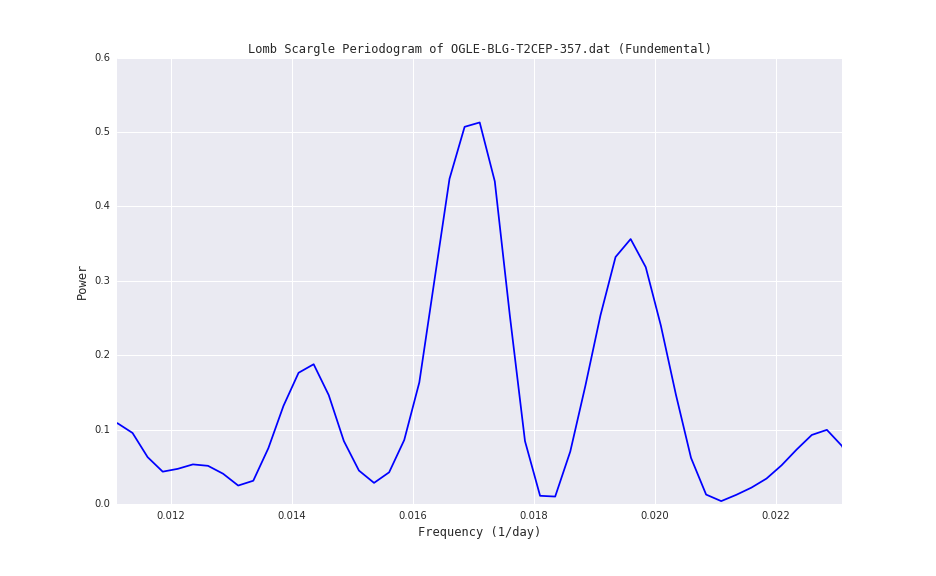 Lomb Scargle Periodogram of OGLE-BLG-T2CEP-357.dat (Fundemental)
0.6
0.5
0.4
0.3
0.2
0.1
0.0
Power
0.012 0.014 0.016 0.018 0.020 0.022
Frequency (1/day)